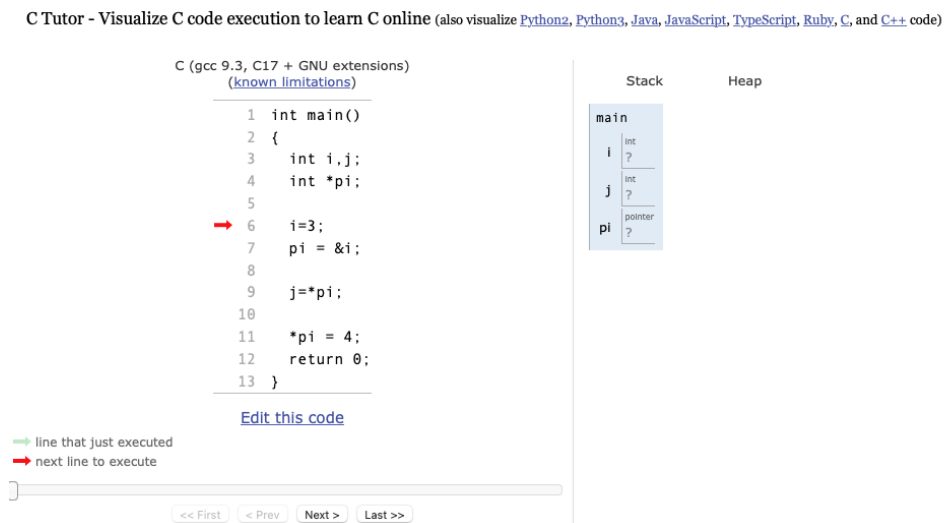 C Tutor - Visualize C code execution to learn C online (also visualize Python2, Python3, Java, JavaScript, TypeScript, Ruby, C, and C++ code)
C (gcc 9.3, C17 + GNU extensions)
(known limitations)
1 int main()
2 {
3 int i,j;
4 int *pi;
5
6 i=3;
7 pi = &i;
8
9 j=*pi;
10
11 *pi = 4;
12 return 0;
13 }
Edit this code
line that just executed
next line to execute
<< First < Prev Next > Last >>
Stack Heap
main
int
i ?
int
j ?
pointer
pi ?